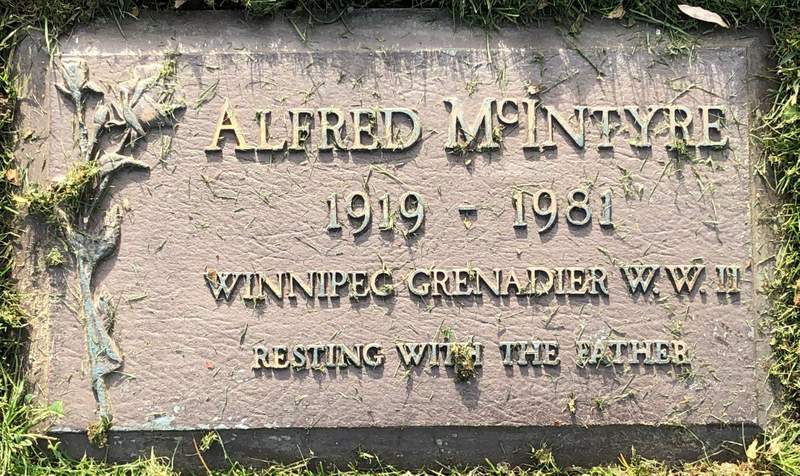 ALFRED McINTYRE
1919 - 1981
WINNIPEG GRENADIER W.W. II
RESTING WITH THE FATHER